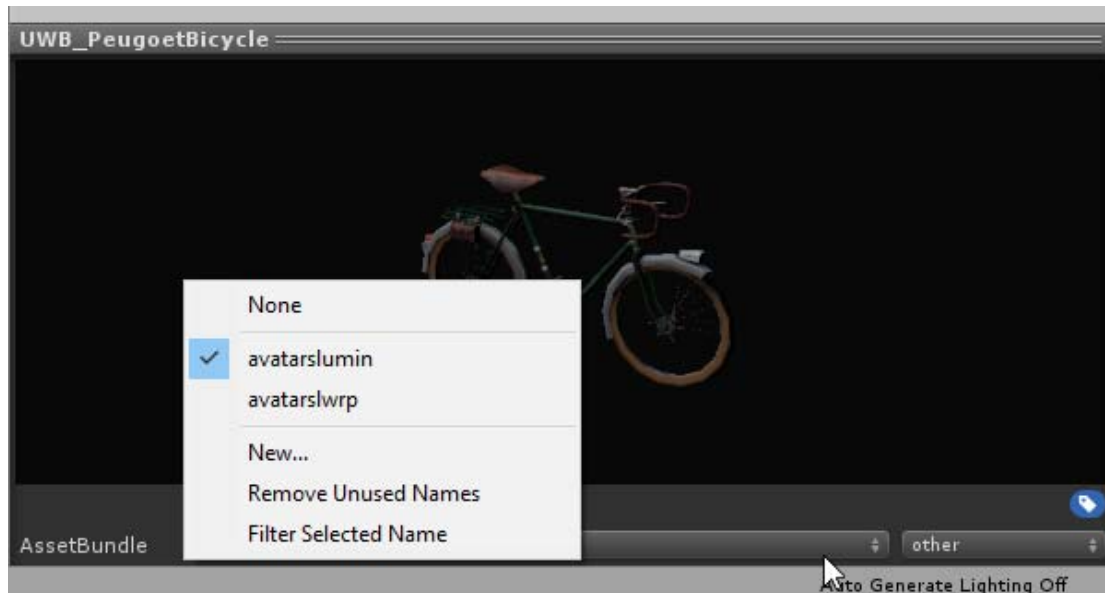 UWB_PeugoetBicycle
None
avatarslumin
avatarslwrp
New...
Remove Unused Names
Filter Selected Name
AssetBundle
other
Auto Generate Lighting Off